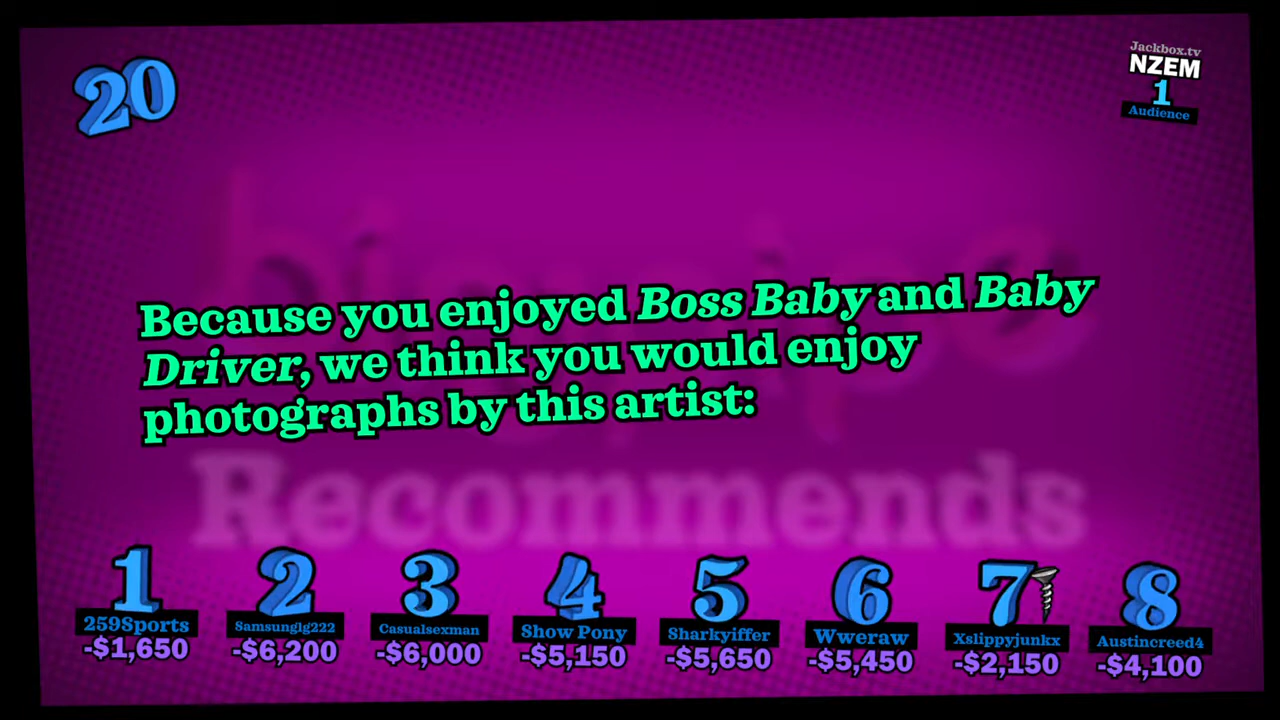 20
Jackbox.tv
NZEM
1
Audience
Because you enjoyed Boss Baby and Baby
Driver, we think you would enjoy
photographs by this artist:
Recommends
1 2 3 4 5 6 7 8
259Sports Samsunglg222 Casualsexman Show Pony Sharkyiffer Wweraw Xslippyjunkx Austincreed4
-$1,650 -$6,200 -$6,000 -$5,150 -$5,650 -$5,450 -$2,150 -$4,100